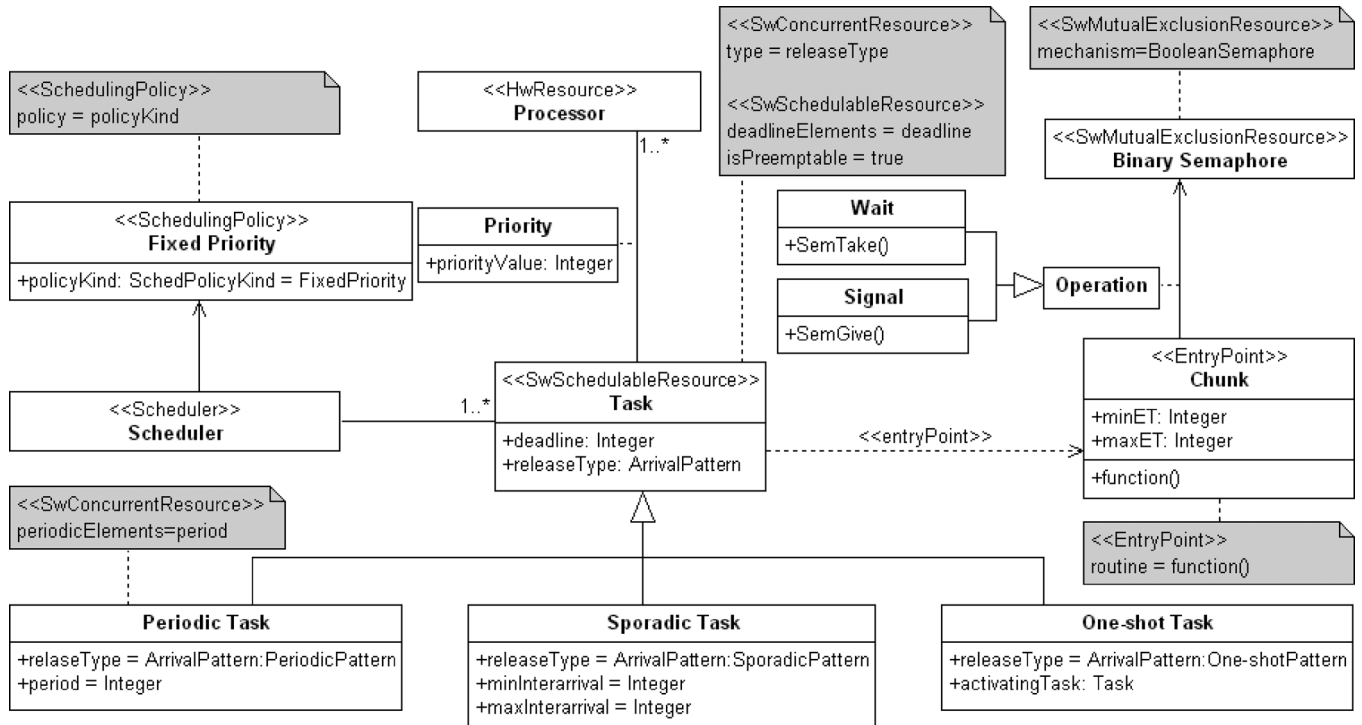 <<SchedulingPolicy>>
policy = policyKind
<<HwResource>>
Processor
1..*
<<SwConcurrentResource>>
type = releaseType
<<SwSchedulableResource>>
deadlineElements = deadline
isPreemptable = true
<<SwMutualExclusionResource>>
mechanism=BooleanSemaphore
<<SwMutualExclusionResource>>
Binary Semaphore
<<SchedulingPolicy>>
Fixed Priority
+policyKind: SchedPolicyKind = FixedPriority
Priority
+priorityValue: Integer
Wait
+SemTake()
Signal
+SemGive()
Operation
<<Scheduler>>
Scheduler
1..*
<<SwSchedulableResource>>
Task
+deadline: Integer
+releaseType: ArrivalPattern
<<entryPoint>>
<<EntryPoint>>
Chunk
+minET: Integer
+maxET: Integer
+function()
<<SwConcurrentResource>>
periodicElements=period
<<EntryPoint>>
routine = function()
Periodic Task
+relaseType = ArrivalPattern:PeriodicPattern
+period = Integer
Sporadic Task
+releaseType = ArrivalPattern:SporadicPattern
+minInterarrival = Integer
+maxInterarrival = Integer
One-shot Task
+releaseType = ArrivalPattern:One-shotPattern
+activatingTask: Task